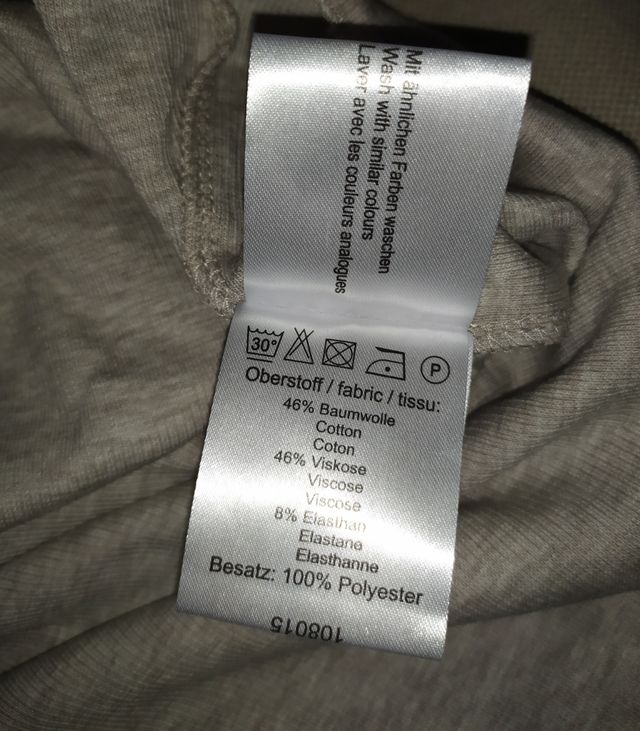 Mit ähnlichen Farben waschen
Wash with similar colours
Laver avec les couleurs analogues
30°
P
Oberstoff / fabric / tissu:
46% Baumwolle
Cotton
Coton
46% Viskose
Viscose
Viscose
8% Elasthan
Elastane
Elasthanne
Besatz: 100% Polyester
108015